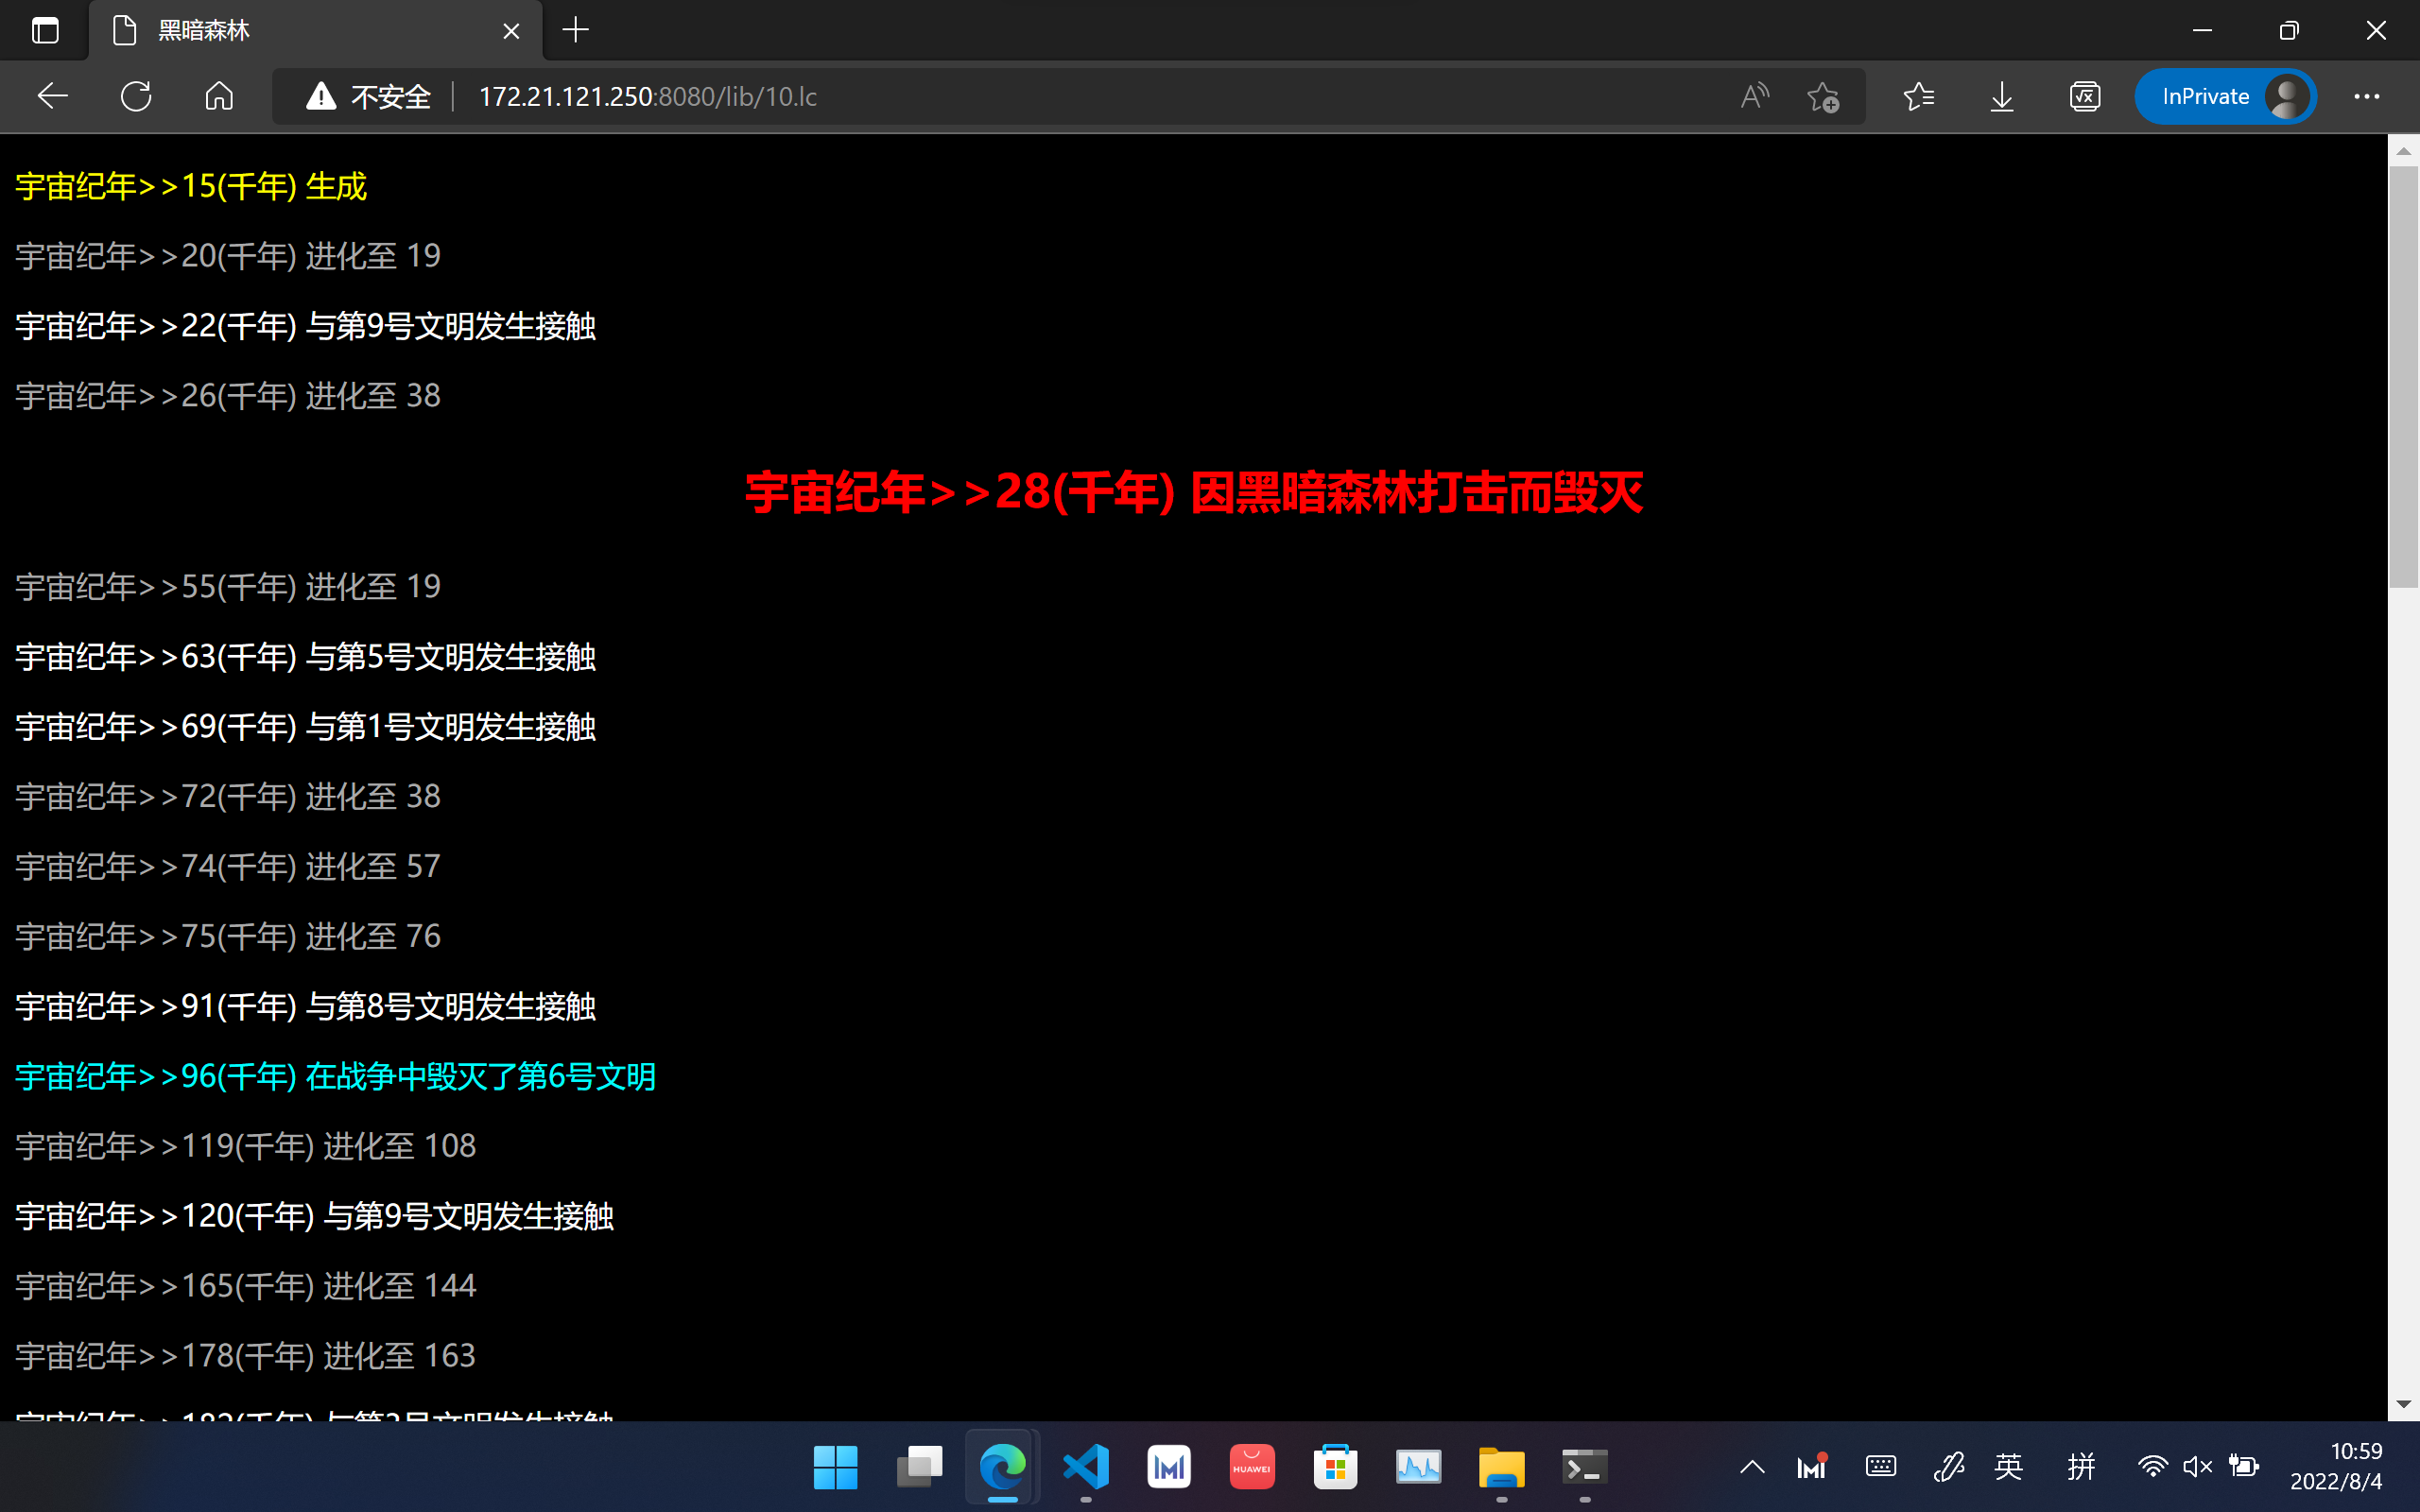 黑暗森林
不安全 172.21.121.250:8080/lib/10.lc
InPrivate
宇宙纪年>>15(千年) 生成
宇宙纪年>>20(千年) 进化至 19
宇宙纪年>>22(千年) 与第9号文明发生接触
宇宙纪年>>26(千年) 进化至 38
宇宙纪年>>28(千年) 因黑暗森林打击而毁灭
宇宙纪年>>55(千年) 进化至 19
宇宙纪年>>63(千年) 与第5号文明发生接触
宇宙纪年>>69(千年) 与第1号文明发生接触
宇宙纪年>>72(千年) 进化至 38
宇宙纪年>>74(千年) 进化至 57
宇宙纪年>>75(千年) 进化至 76
宇宙纪年>>91(千年) 与第8号文明发生接触
宇宙纪年>>96(千年) 在战争中毁灭了第6号文明
宇宙纪年>>119(千年) 进化至 108
宇宙纪年>>120(千年) 与第9号文明发生接触
宇宙纪年>>165(千年) 进化至 144
宇宙纪年>>178(千年) 进化至 163
HUAWEI
英 拼
10:59
2022/8/4